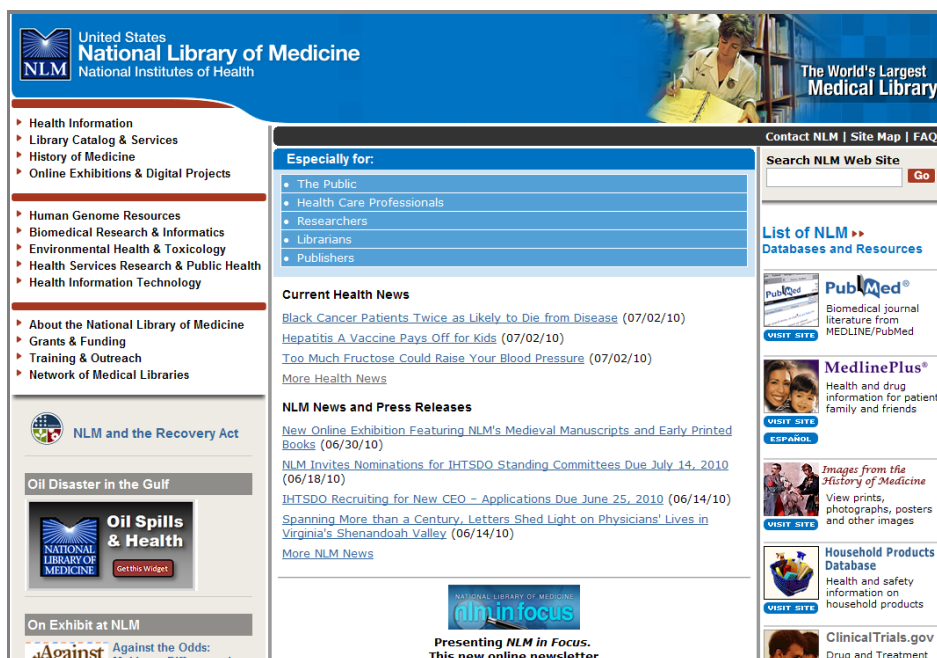 United States
National Library of Medicine
National Institutes of Health
NLM
The World's Largest
Medical Library
Health Information
Library Catalog & Services
History of Medicine
Online Exhibitions & Digital Projects
Human Genome Resources
Biomedical Research & Informatics
Environmental Health & Toxicology
Health Services Research & Public Health
Health Information Technology
About the National Library of Medicine
Grants & Funding
Training & Outreach
Network of Medical Libraries
NLM and the Recovery Act
Oil Disaster in the Gulf
NATIONAL
LIBRARY OF
MEDICINE
Oil Spills
& Health
Get this Widget
On Exhibit at NLM
Against
Against the Odds:
Especially for:
• The Public
• Health Care Professionals
• Researchers
• Librarians
• Publishers
Current Health News
Black Cancer Patients Twice as Likely to Die from Disease (07/02/10)
Hepatitis A Vaccine Pays Off for Kids (07/02/10)
Too Much Fructose Could Raise Your Blood Pressure (07/02/10)
More Health News
NLM News and Press Releases
New Online Exhibition Featuring NLM's Medieval Manuscripts and Early Printed
Books (06/30/10)
NLM Invites Nominations for IHTSDO Standing Committees Due July 14, 2010
(06/18/10)
IHTSDO Recruiting for New CEO – Applications Due June 25, 2010 (06/14/10)
Spanning More than a Century, Letters Shed Light on Physicians' Lives in
Virginia's Shenandoah Valley (06/14/10)
More NLM News
NATIONAL LIBRARY OF MEDICINE
nlm in focus
Presenting NLM in Focus.
This new online newsletter
Contact NLM | Site Map | FAQ
Search NLM Web Site
Go
List of NLM
Databases and Resources
PubMed
VISIT SITE
PubMed®
Biomedical journal
literature from
MEDLINE/PubMed
MedlinePlus®
Health and drug
information for patient
family and friends
VISIT SITE
ESPAÑOL
Images from the
History of Medicine
View prints,
photographs, posters
and other images
VISIT SITE
Household Products
Database
Health and safety
information on
household products
VISIT SITE
ClinicalTrials.gov
Drug and Treatment